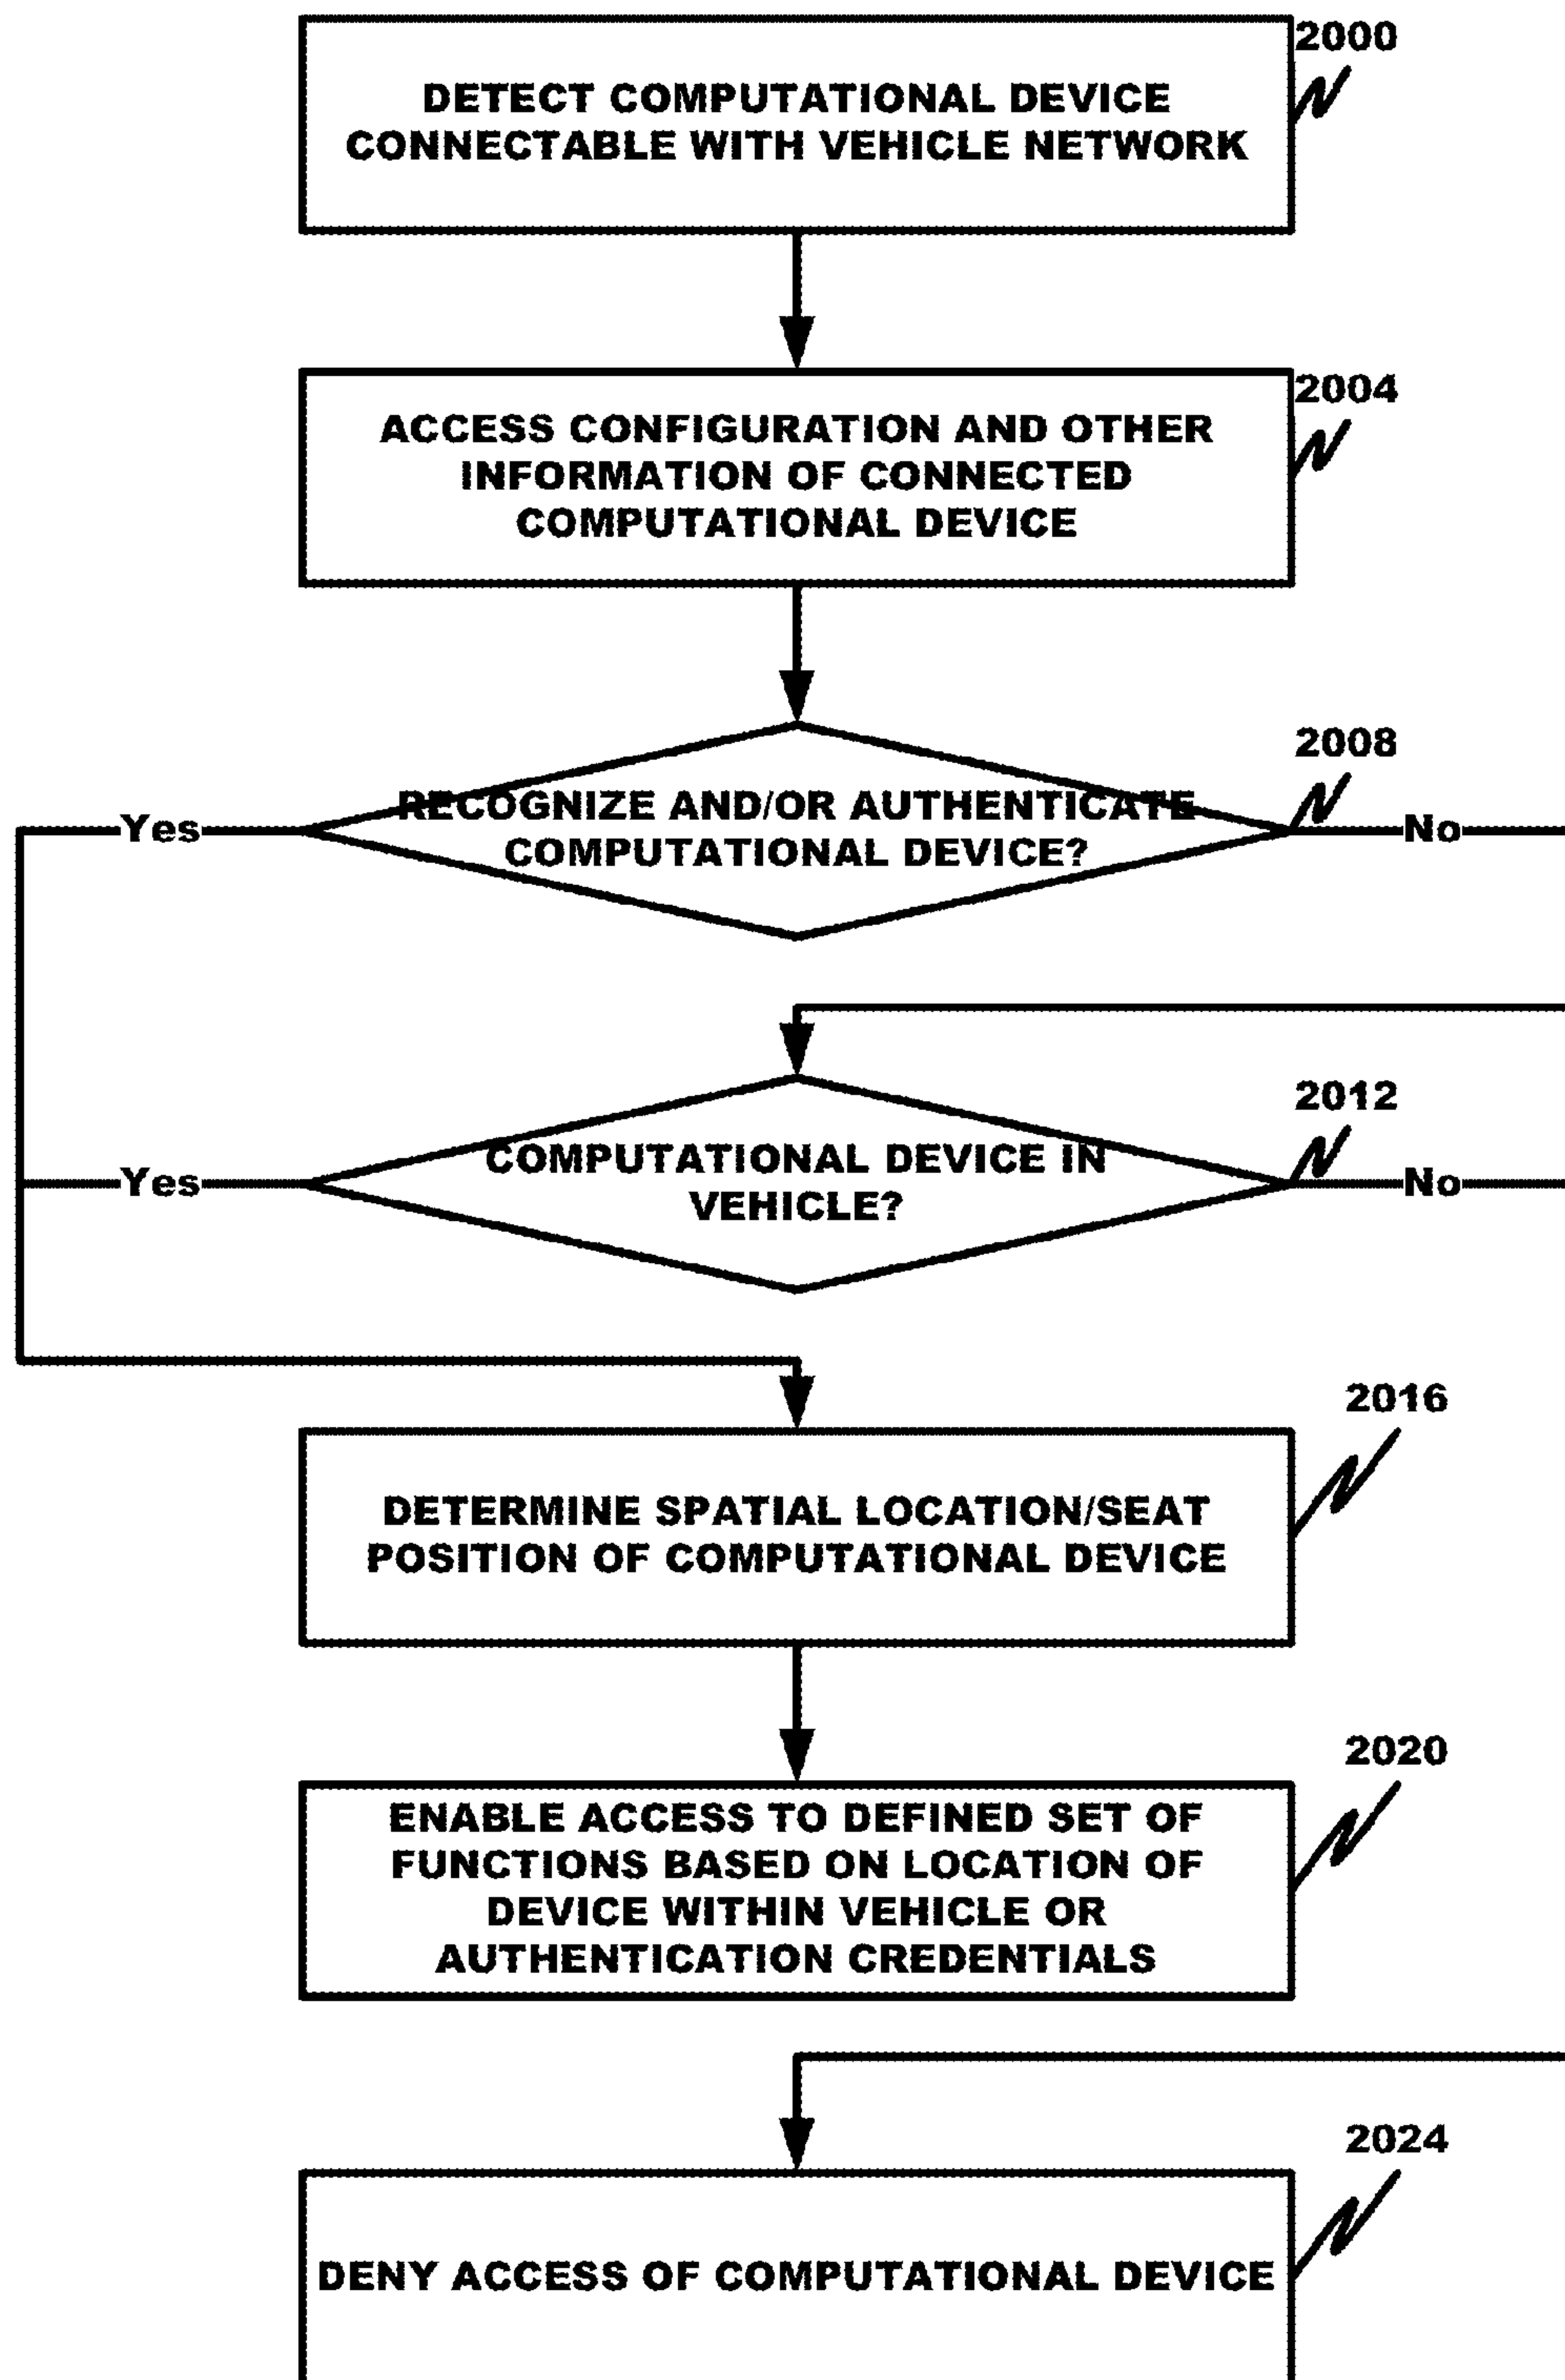 2000
DETECT COMPUTATIONAL DEVICE
CONNECTABLE WITH VEHICLE NETWORK
2004
ACCESS CONFIGURATION AND OTHER
INFORMATION OF CONNECTED
COMPUTATIONAL DEVICE
2008
RECOGNIZE AND/OR AUTHENTICATE
COMPUTATIONAL DEVICE?
Yes
No
2012
COMPUTATIONAL DEVICE IN
VEHICLE?
Yes
No
2016
DETERMINE SPATIAL LOCATION/SEAT
POSITION OF COMPUTATIONAL DEVICE
2020
ENABLE ACCESS TO DEFINED SET OF
FUNCTIONS BASED ON LOCATION OF
DEVICE WITHIN VEHICLE OR
AUTHENTICATION CREDENTIALS
2024
DENY ACCESS OF COMPUTATIONAL DEVICE